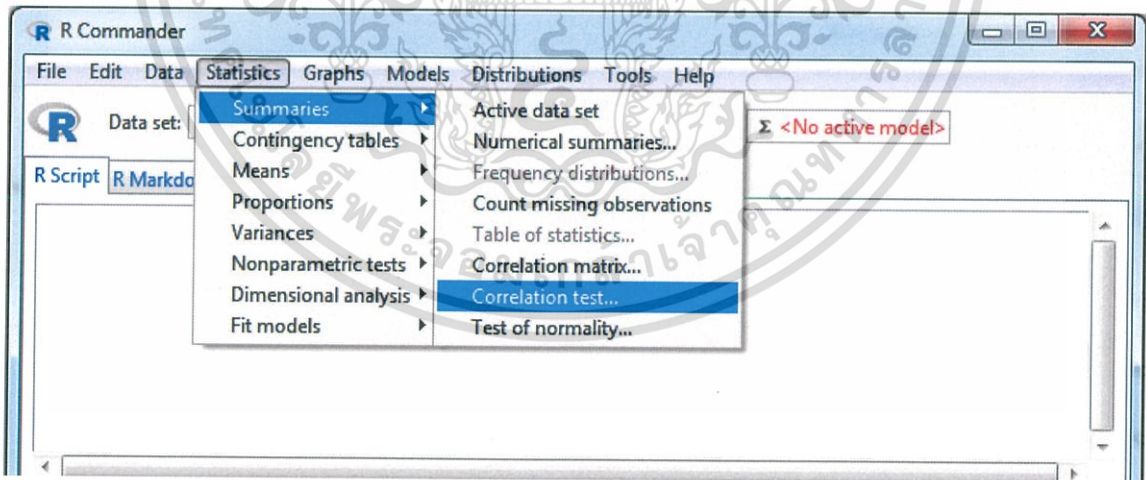 R Commander
File Edit Data Statistics Graphs Models Distributions Tools Help
Data set:
Σ <No active model>
R Script R Markdo
Summaries
Contingency tables
Means
Proportions
Variances
Nonparametric tests
Dimensional analysis
Fit models
Active data set
Numerical summaries...
Frequency distributions...
Count missing observations
Table of statistics...
Correlation matrix...
Correlation test...
Test of normality...